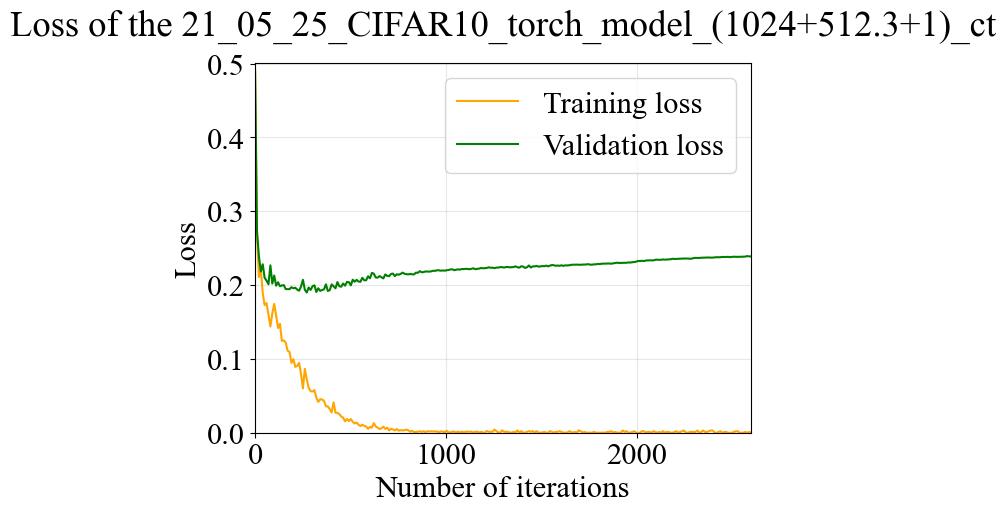 Loss of the 21_05_25_CIFAR10_torch_model_(1024+512.3+1)_ct
0.5
Training loss
0.4
Validation loss
0.3
Loss
0.2
0.1
0.0
0 1000 2000
Number of iterations